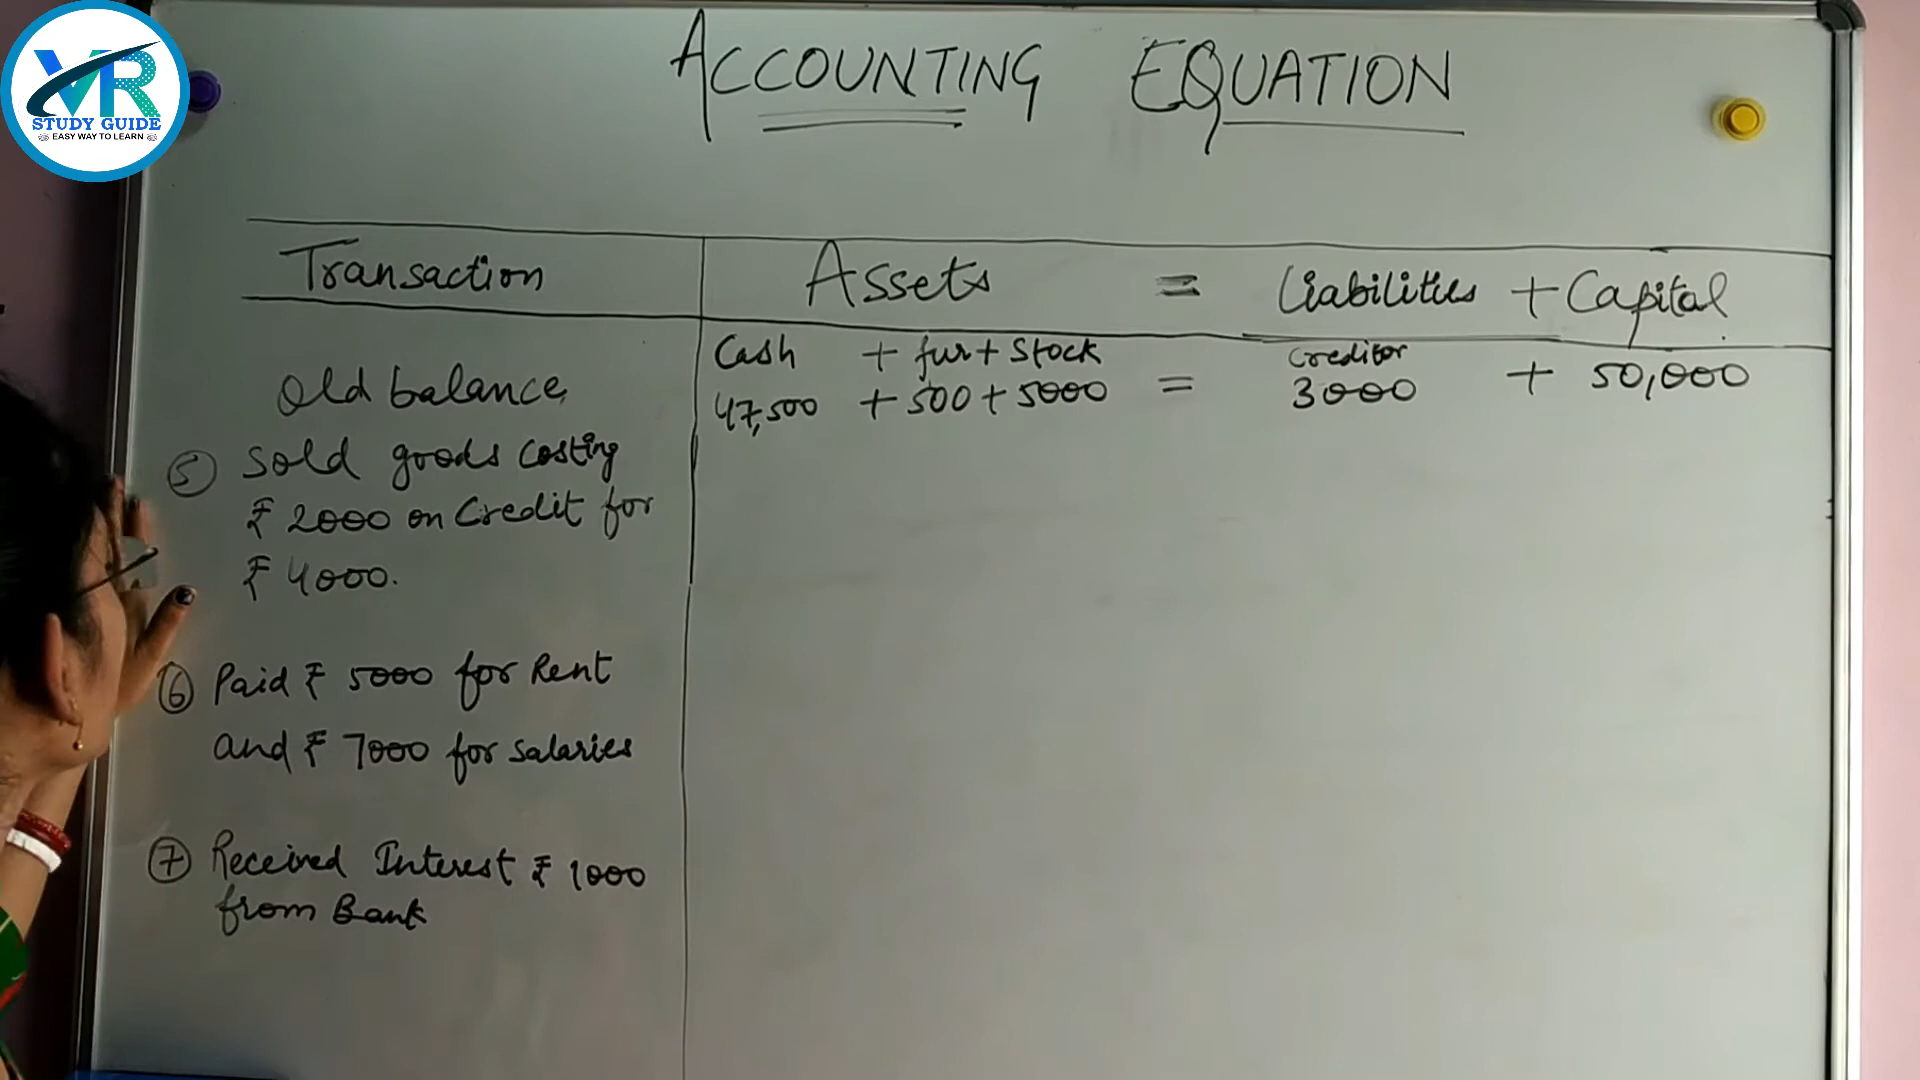 VR
STUDY GUIDE
EASY WAY TO LEARN
ACCOUNTING EQUATION
Transaction Assets = Liabilities + Capital
Cash + fur + Stock Creditor
Old balance 47,500 + 500 + 5000 = 3000 + 50,000
⑤ Sold goods Costing
₹ 2000 on Credit for
₹ 4000.
⑥ Paid ₹ 5000 for Rent
and ₹ 7000 for salaries
⑦ Received Interest ₹ 1000
from Bank